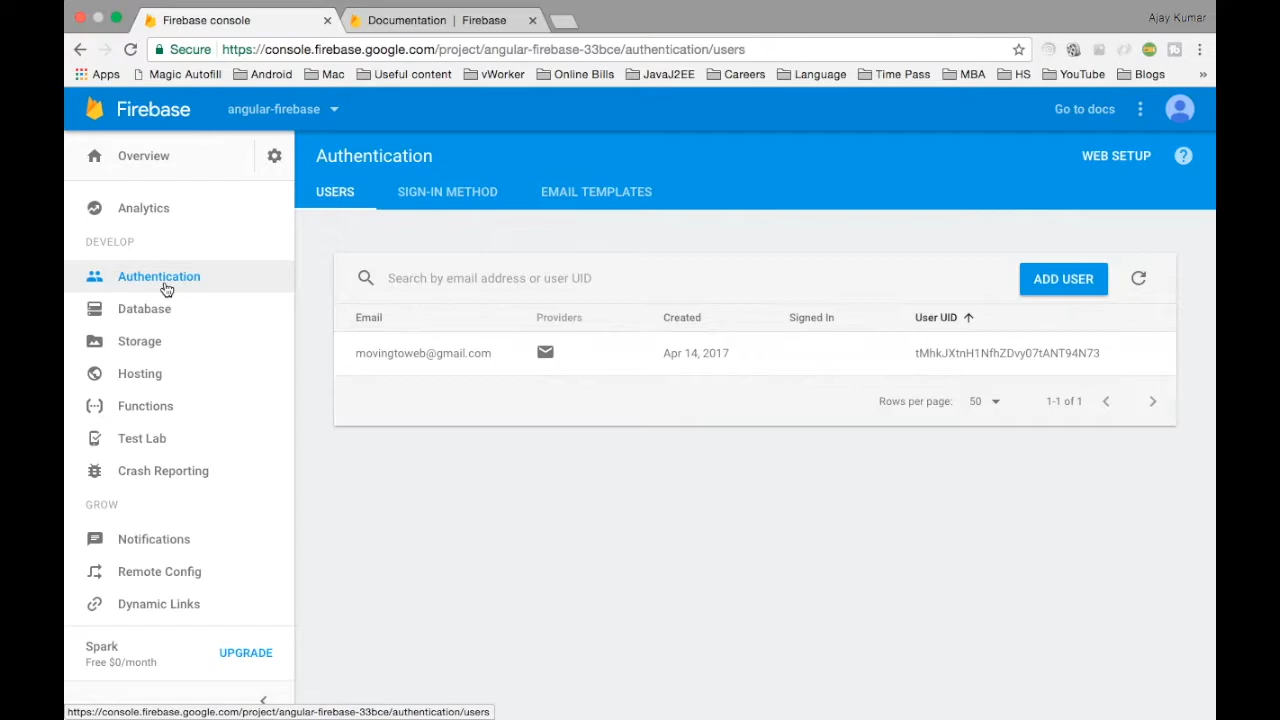 Firebase console
Documentation | Firebase
Ajay Kumar
Secure https://console.firebase.google.com/project/angular-firebase-33bce/authentication/users
Apps Magic Autofill Android Mac Useful content vWorker Online Bills JavaJ2EE Careers Language Time Pass MBA HS YouTube Blogs »
Firebase angular-firebase Go to docs
Overview
Authentication
WEB SETUP
USERS SIGN-IN METHOD EMAIL TEMPLATES
Analytics
DEVELOP
Authentication
Database
Storage
Hosting
Functions
Test Lab
Crash Reporting
GROW
Notifications
Remote Config
Dynamic Links
Spark
Free $0/month
UPGRADE
Search by email address or user UID
ADD USER
Email Providers Created Signed In User UID
movingtoweb@gmail.com Apr 14, 2017 tMhkJXtnH1NfhZDvy07tANT94N73
Rows per page: 50 1-1 of 1
https://console.firebase.google.com/project/angular-firebase-33bce/authentication/users